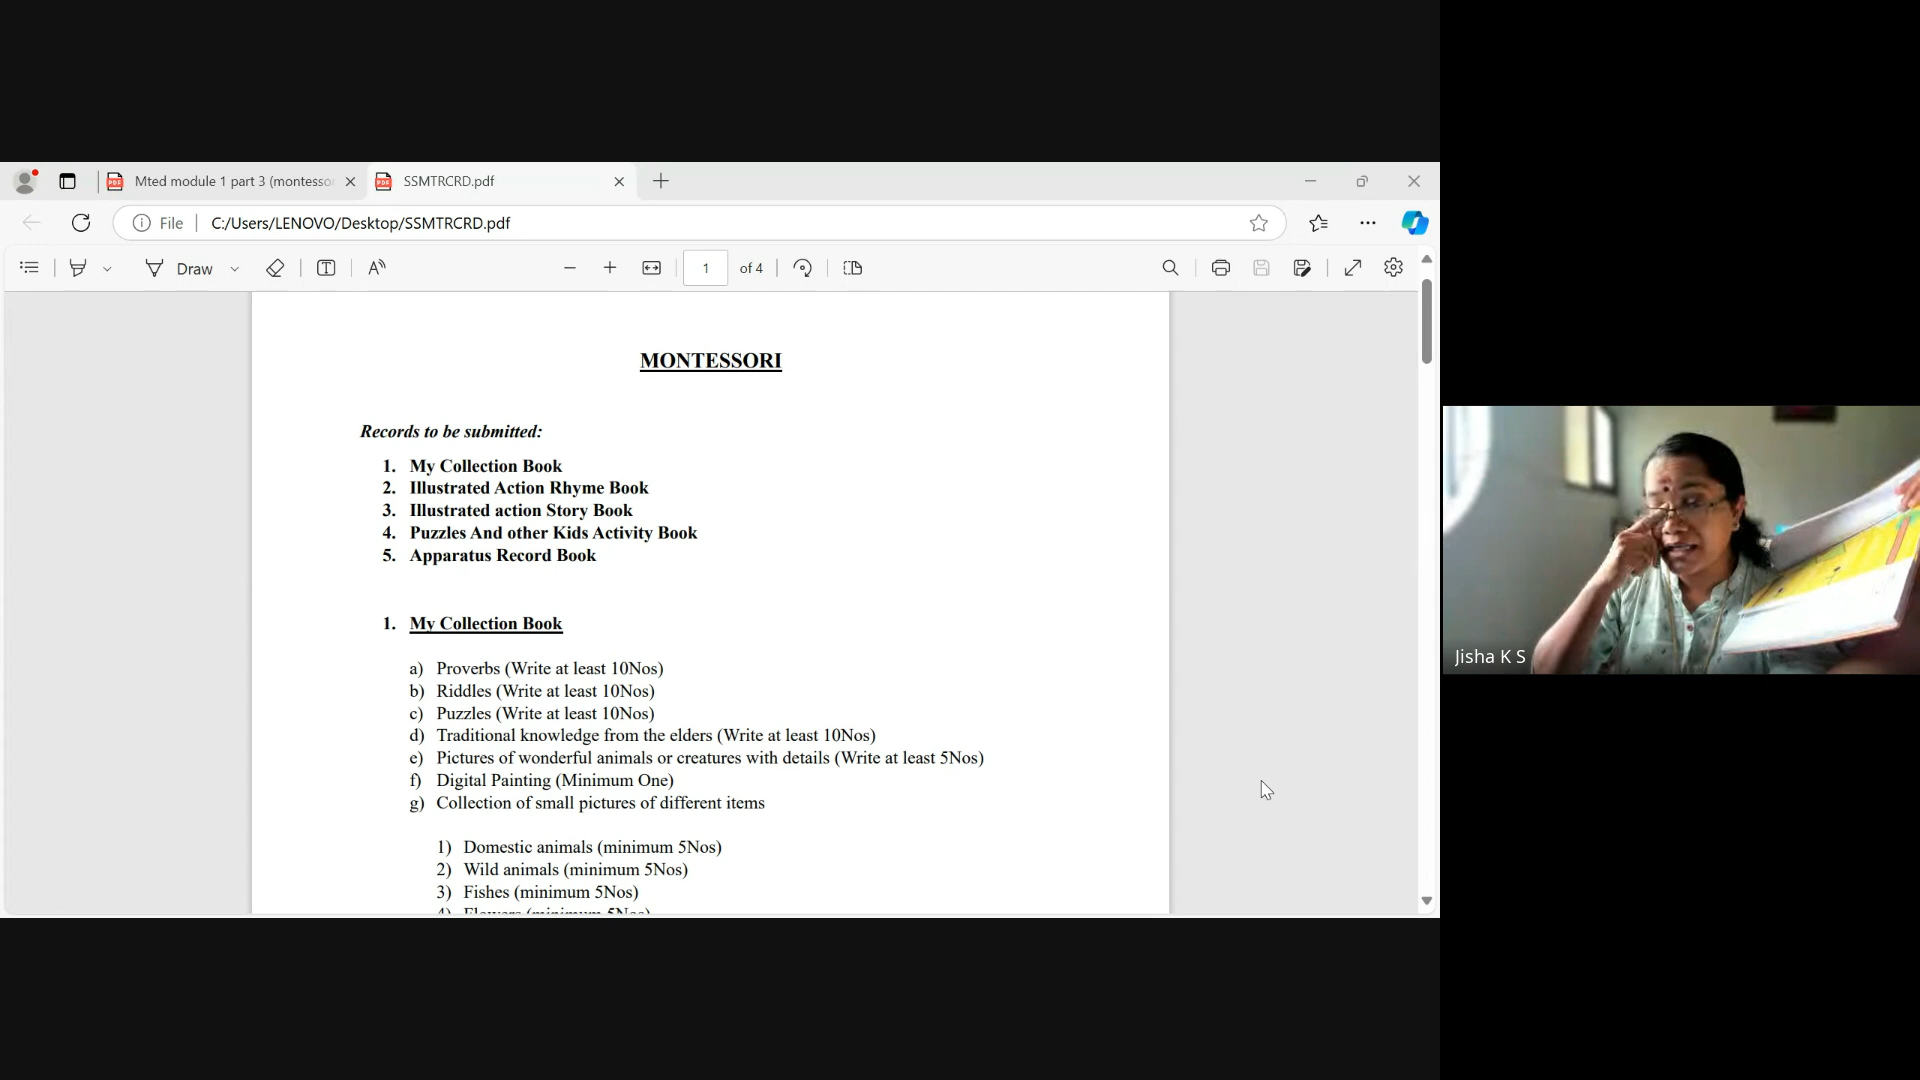 Mted module 1 part 3 (montesso
SSMTRCRD.pdf
File
C:/Users/LENOVO/Desktop/SSMTRCRD.pdf
Draw
1 of 4
MONTESSORI
Records to be submitted:
1. My Collection Book
2. Illustrated Action Rhyme Book
3. Illustrated action Story Book
4. Puzzles And other Kids Activity Book
5. Apparatus Record Book
1. My Collection Book
a) Proverbs (Write at least 10Nos)
b) Riddles (Write at least 10Nos)
c) Puzzles (Write at least 10Nos)
d) Traditional knowledge from the elders (Write at least 10Nos)
e) Pictures of wonderful animals or creatures with details (Write at least 5Nos)
f) Digital Painting (Minimum One)
g) Collection of small pictures of different items
1) Domestic animals (minimum 5Nos)
2) Wild animals (minimum 5Nos)
3) Fishes (minimum 5Nos)
4) Flowers (minimum 5Nos)
Jisha K S